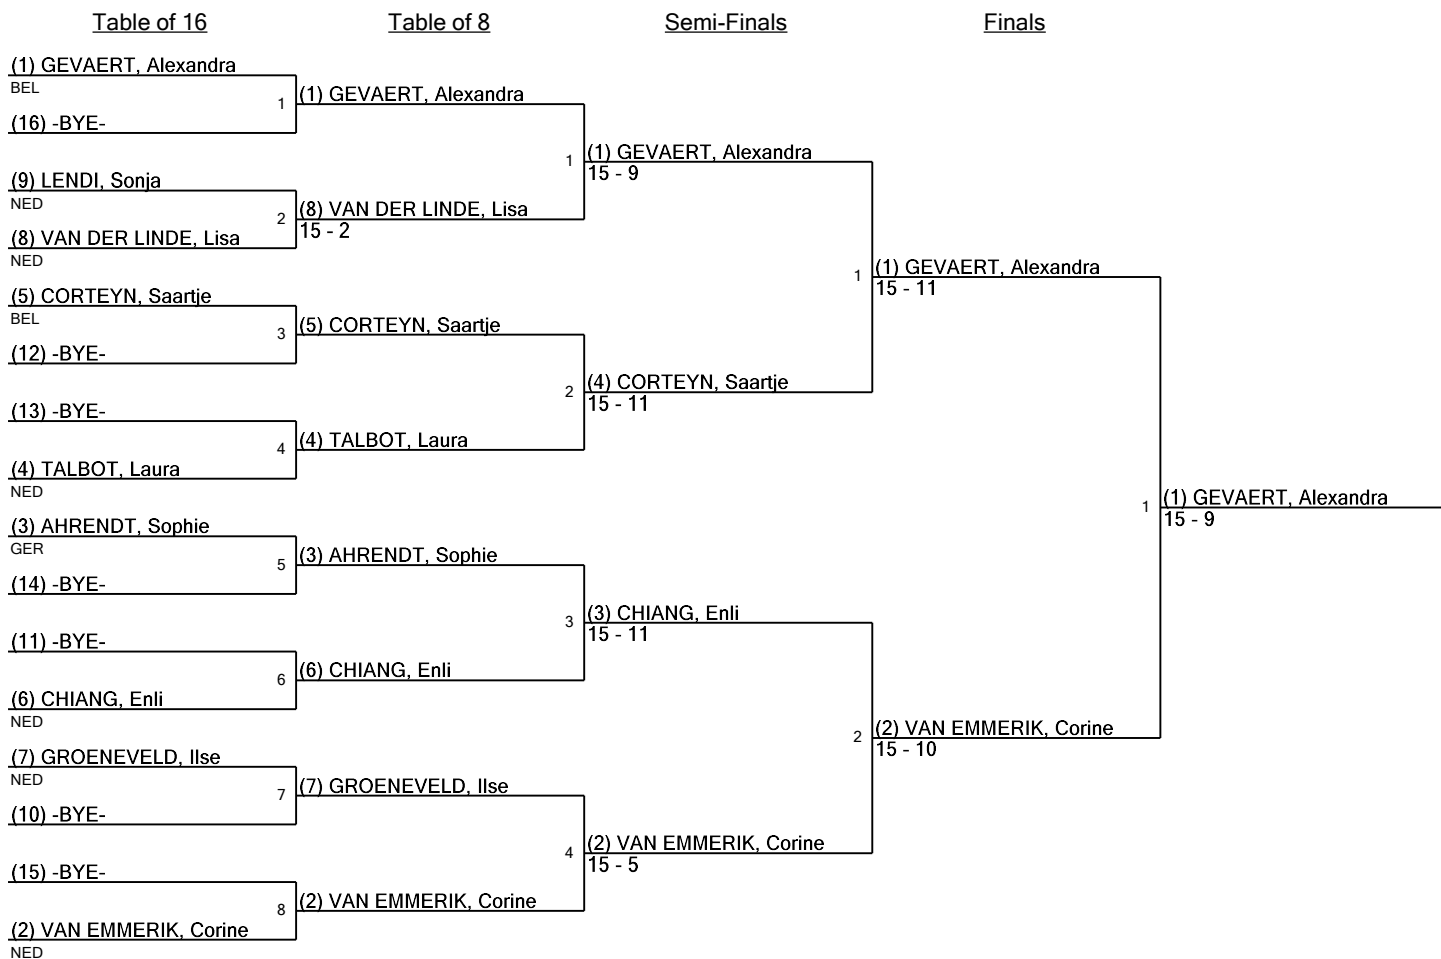 Table of 16
Table of 8
Semi-Finals
Finals
(1) GEVAERT, Alexandra
BEL
1
(16) -BYE-
(9) LENDI, Sonja
NED
2
(8) VAN DER LINDE, Lisa
NED
(5) CORTEYN, Saartje
BEL
3
(12) -BYE-
(13) -BYE-
4
(4) TALBOT, Laura
NED
(3) AHRENDT, Sophie
GER
5
(14) -BYE-
(11) -BYE-
6
(6) CHIANG, Enli
NED
(7) GROENEVELD, Ilse
NED
7
(10) -BYE-
(15) -BYE-
8
(2) VAN EMMERIK, Corine
NED
(1) GEVAERT, Alexandra
1
(8) VAN DER LINDE, Lisa
15 - 2
(5) CORTEYN, Saartje
2
(4) TALBOT, Laura
(3) AHRENDT, Sophie
3
(6) CHIANG, Enli
(7) GROENEVELD, Ilse
4
(2) VAN EMMERIK, Corine
(1) GEVAERT, Alexandra
15 - 9
1
(4) CORTEYN, Saartje
15 - 11
(3) CHIANG, Enli
15 - 11
2
(2) VAN EMMERIK, Corine
15 - 5
(1) GEVAERT, Alexandra
15 - 11
1
(2) VAN EMMERIK, Corine
15 - 10
(1) GEVAERT, Alexandra
15 - 9